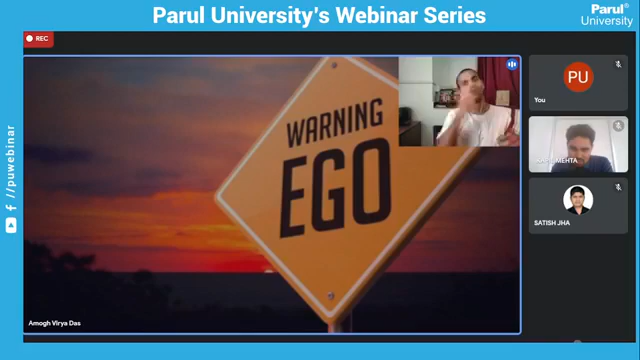 Parul University's Webinar Series
Parul®
University
REC
WARNING
EGO
PU
You
MEHTA
SATISH JHA
Amogh Virya Das
//puwebinar